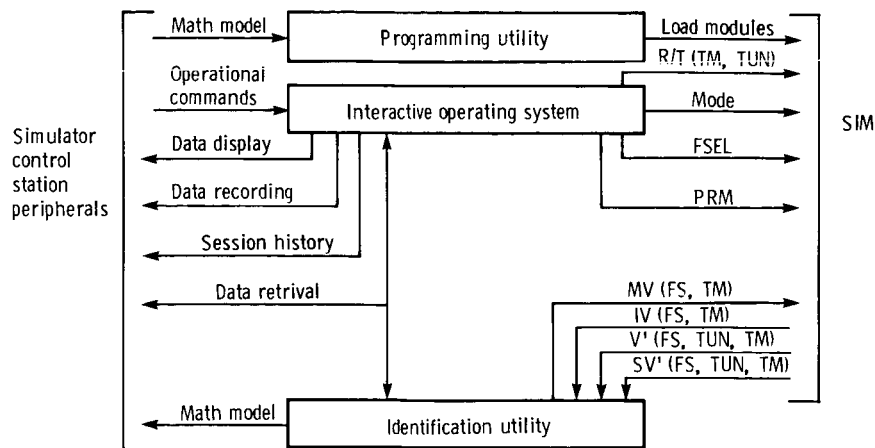 Math model
Programming utility
Load modules
R/T (TM, TUN)
Operational
commands
Interactive operating system
Mode
SIM
Simulator
control
station
peripherals
Data display
FSEL
Data recording
PRM
Session history
Data retrival
MV (FS, TM)
IV (FS, TM)
V' (FS, TUN, TM)
SV' (FS, TUN, TM)
Math model
Identification utility